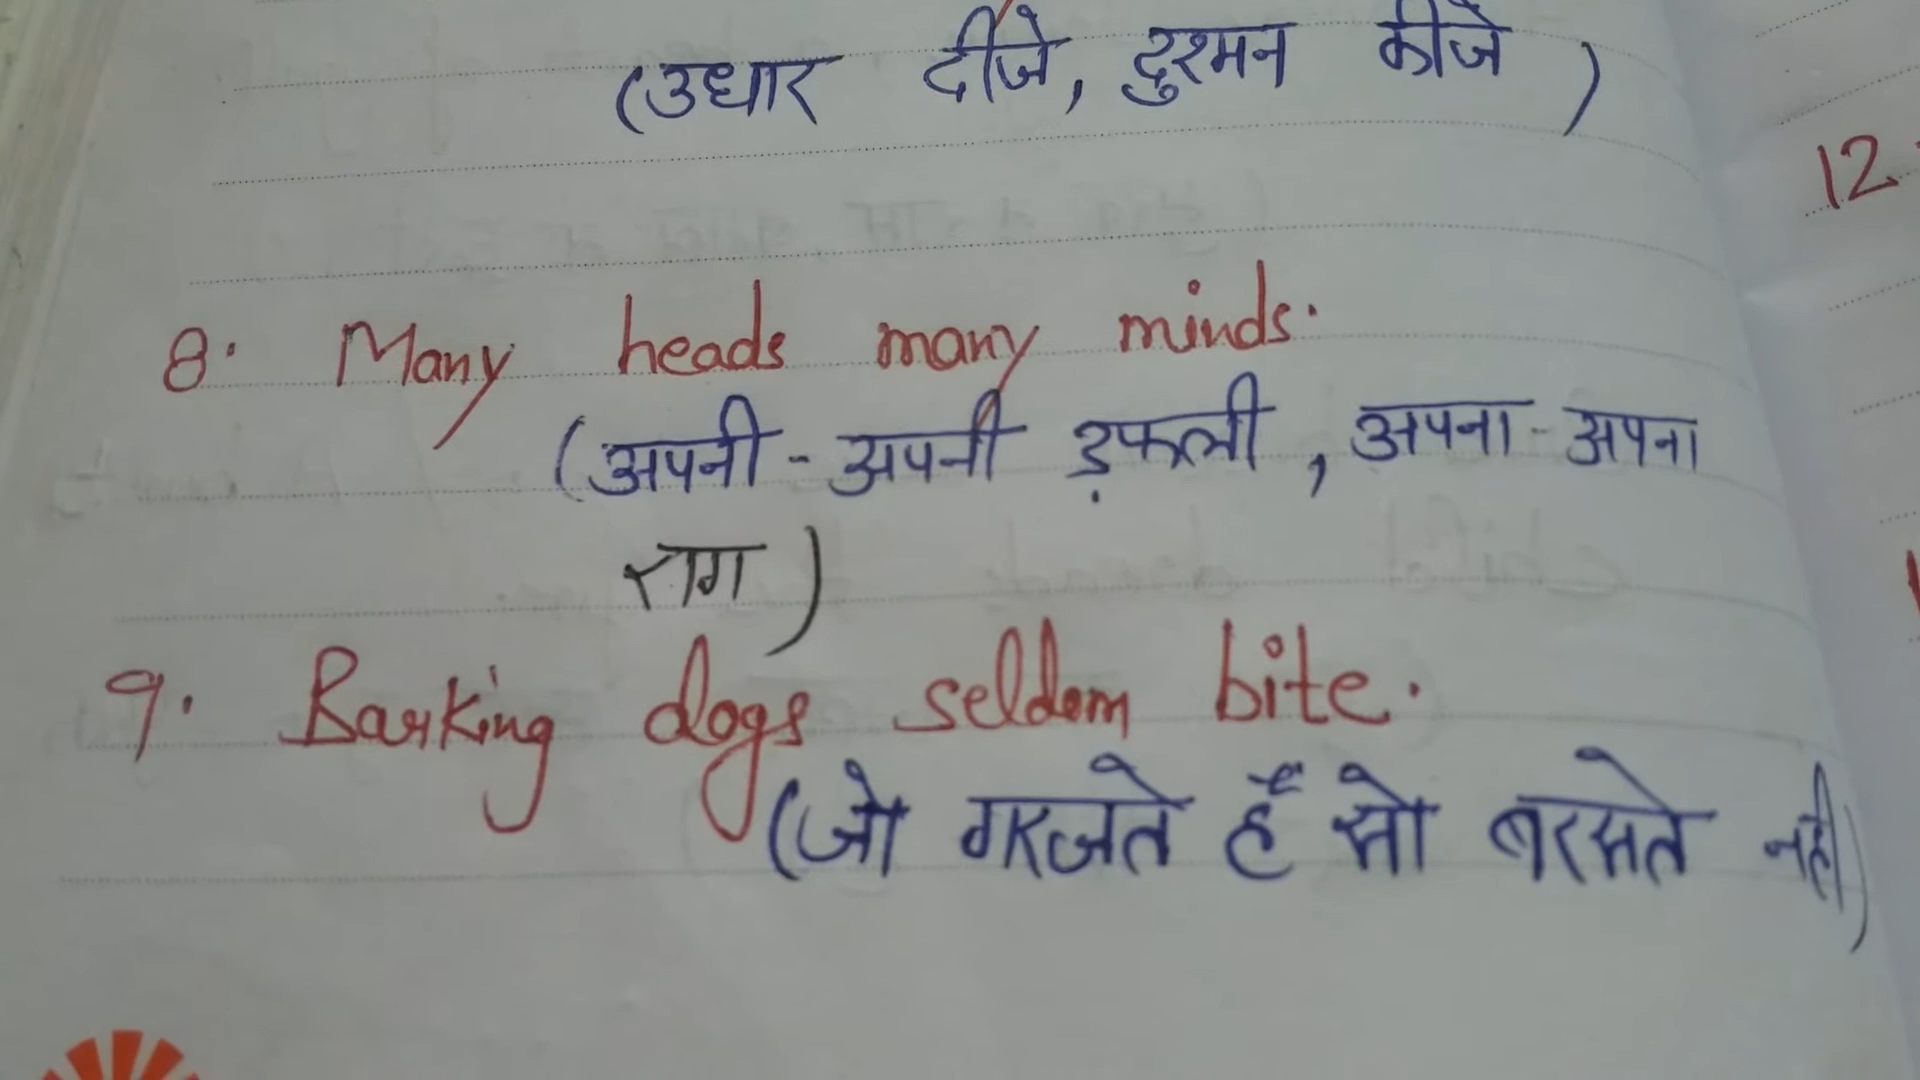 (उधार दीजे, दुश्मन कीजे)
12.
8. Many heads many minds.
(अपनी - अपनी ड़फली, अपना - अपना
राग)
9. Barking dogs seldom bite.
(जो गरजते हैं सो बरसते नही)